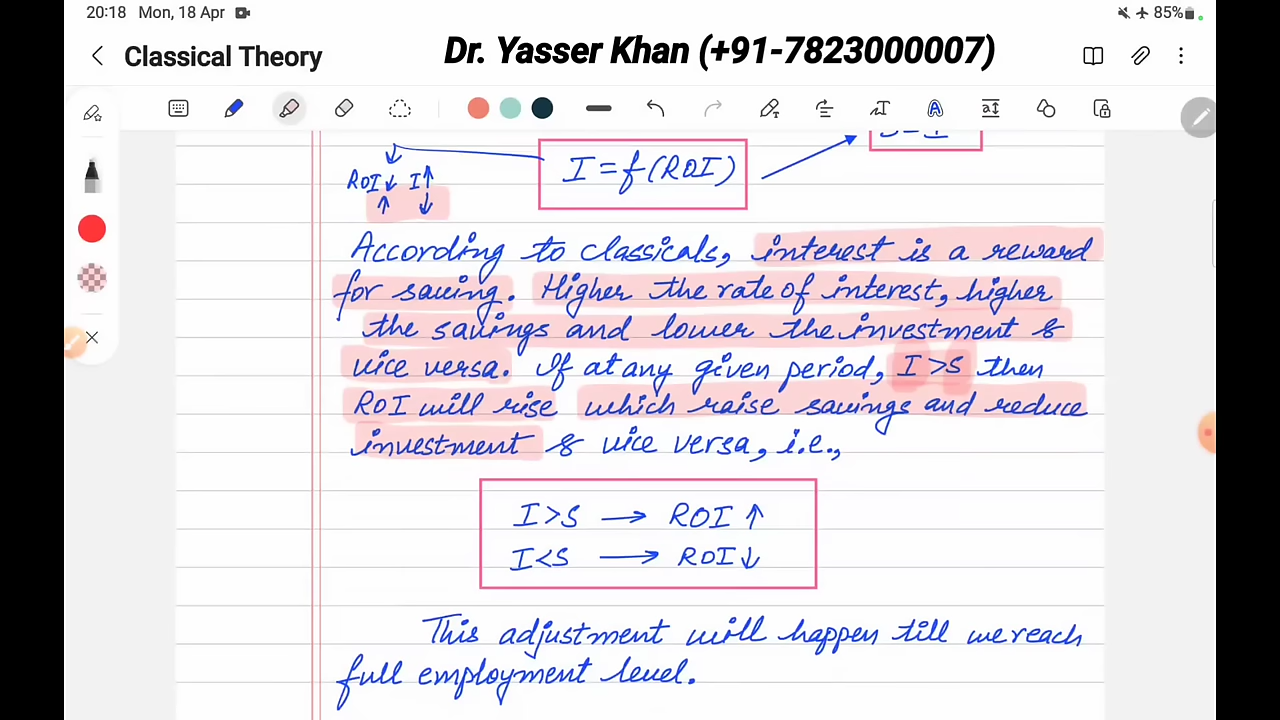 20:18 Mon, 18 Apr
85%
Classical Theory
Dr. Yasser Khan (+91-7823000007)
S=I
I = f(ROI)
ROI↓ I↑
↑ ↓
According to classicals, interest is a reward
for saving. Higher the rate of interest, higher
the savings and lower the investment &
vice versa. If at any given period, I >S then
ROI will rise which raise savings and reduce
investment & vice versa, i.e.,
I>S → ROI ↑
I<S → ROI ↓
This adjustment will happen till we reach
full employment level.